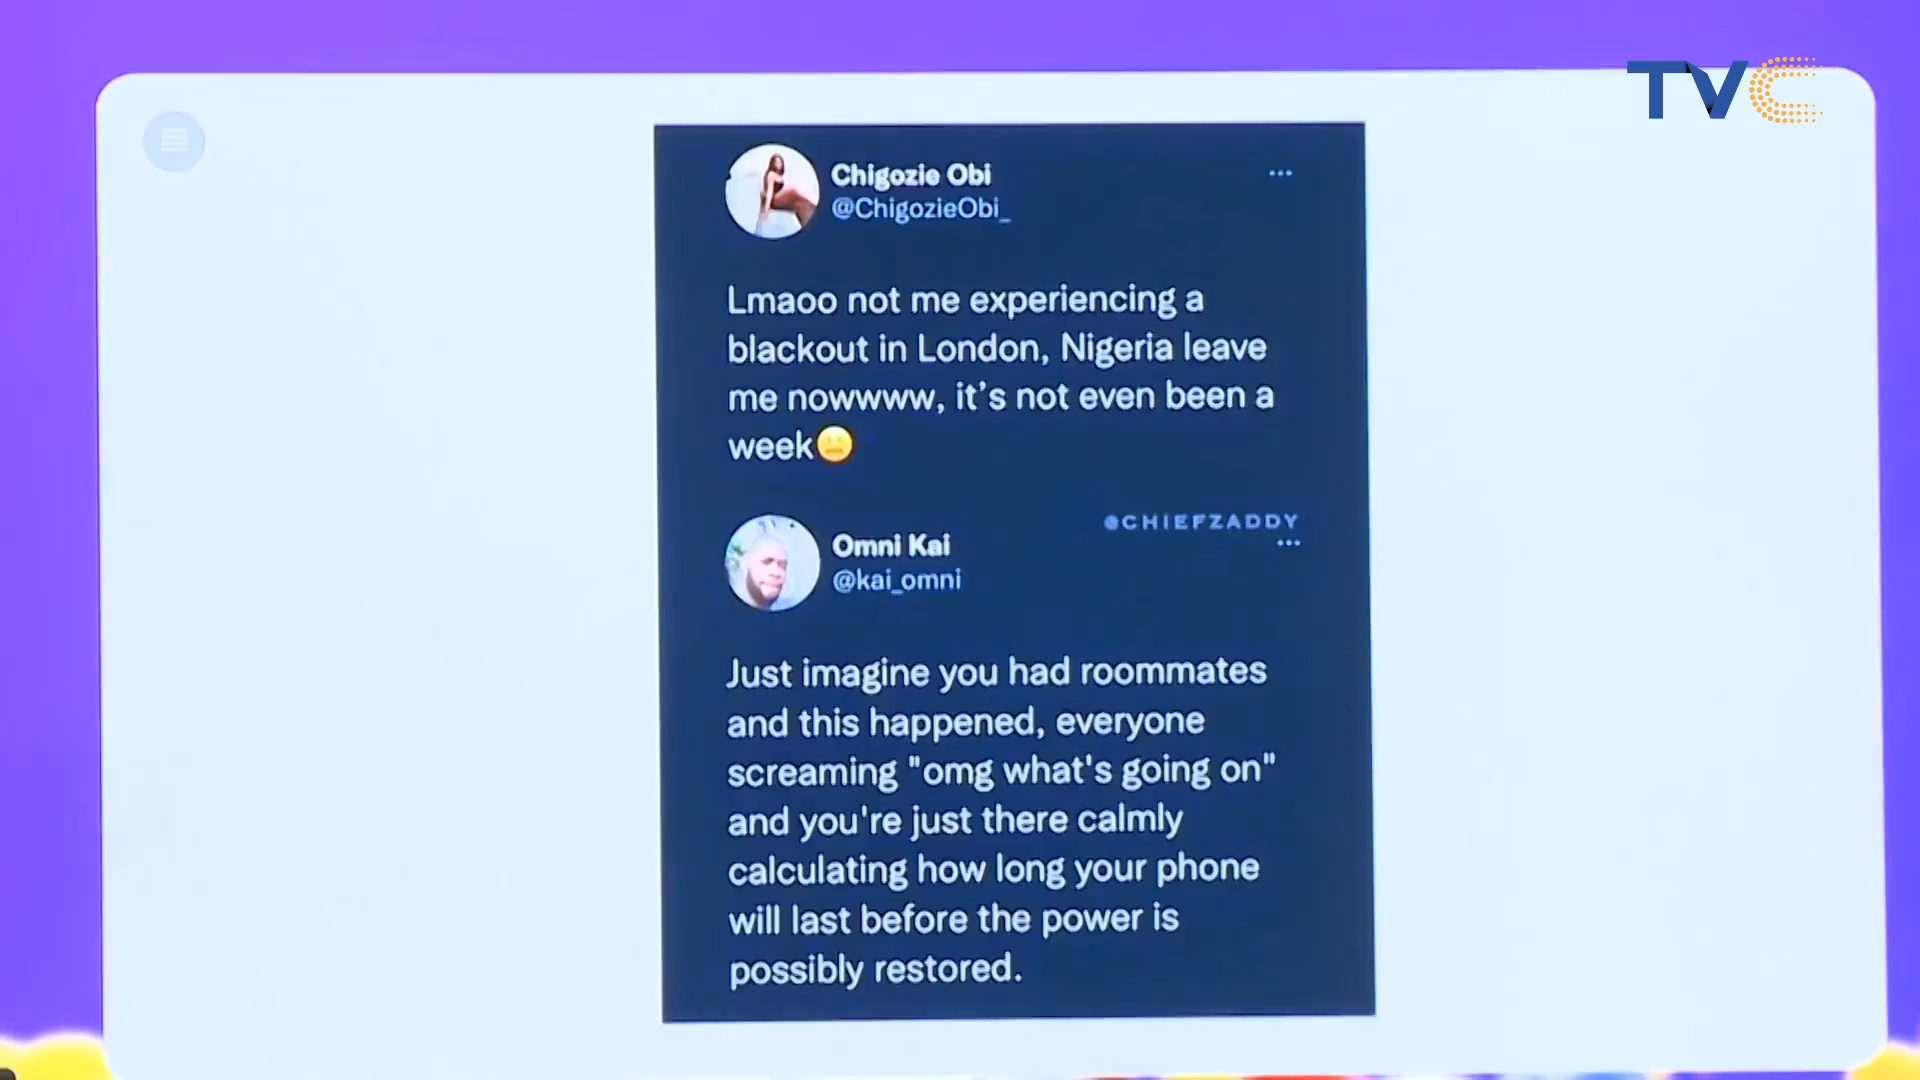 TVC
Chigozie Obi
@ChigozieObi_
Lmaoo not me experiencing a
blackout in London, Nigeria leave
me nowwww, it’s not even been a
week
@CHIEFZADDY
Omni Kai
@kai_omni
Just imagine you had roommates
and this happened, everyone
screaming "omg what's going on"
and you're just there calmly
calculating how long your phone
will last before the power is
possibly restored.